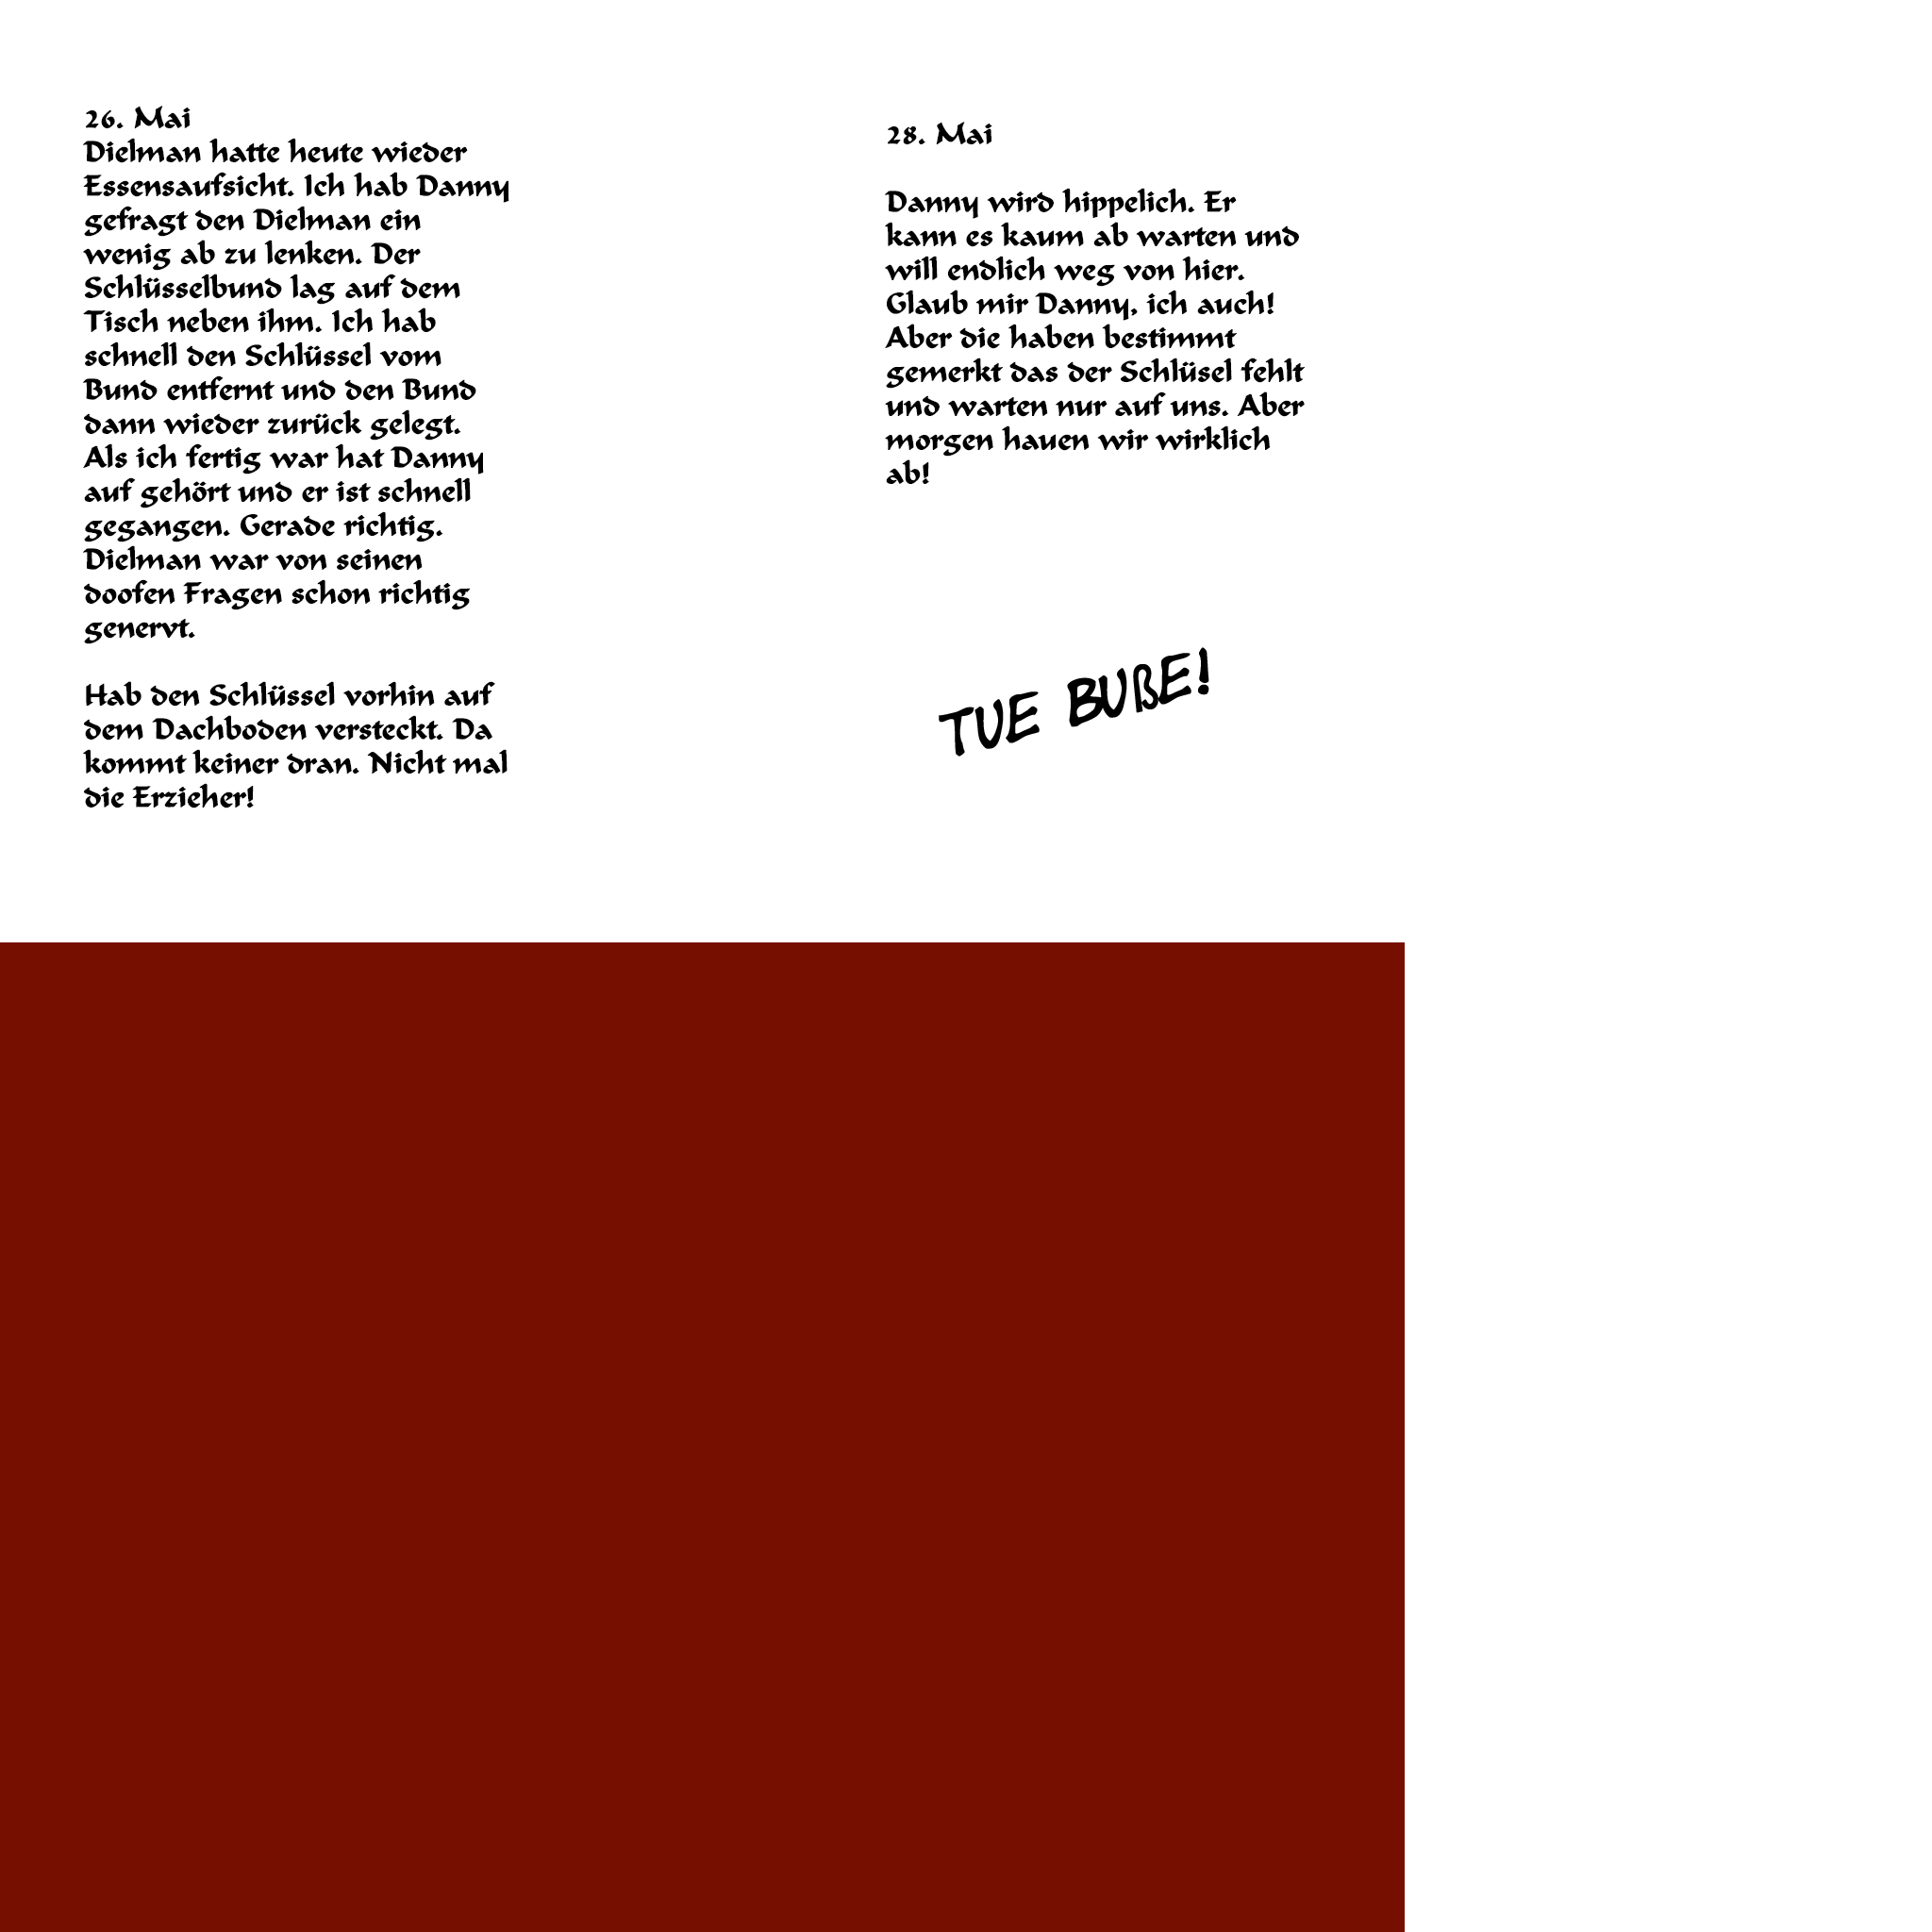 26. Mai
Dielman hatte heute wieder
Essensaufsicht. Ich hab Danny
gefragt den Dielman ein
wenig ab zu lenken. Der
Schlüsselbund lag auf dem
Tisch neben ihm. Ich hab
schnell den Schlüssel vom
Bund entfernt und den Bund
dann wieder zurück gelegt.
Als ich fertig war hat Danny
auf gehört und er ist schnell
gegangen. Gerade richtig.
Dielman war von seinen
doofen Fragen schon richtig
genervt.
Hab den Schlüssel vorhin auf
dem Dachboden versteckt. Da
kommt keiner dran. Nicht mal
die Erzieher!
28. Mai
Danny wird hippelich. Er
kann es kaum ab warten und
will endlich weg von hier.
Glaub mir Danny, ich auch!
Aber die haben bestimmt
gemerkt das der Schlüsel fehlt
und warten nur auf uns. Aber
morgen hauen wir wirklich
ab!
TUE BUßE!